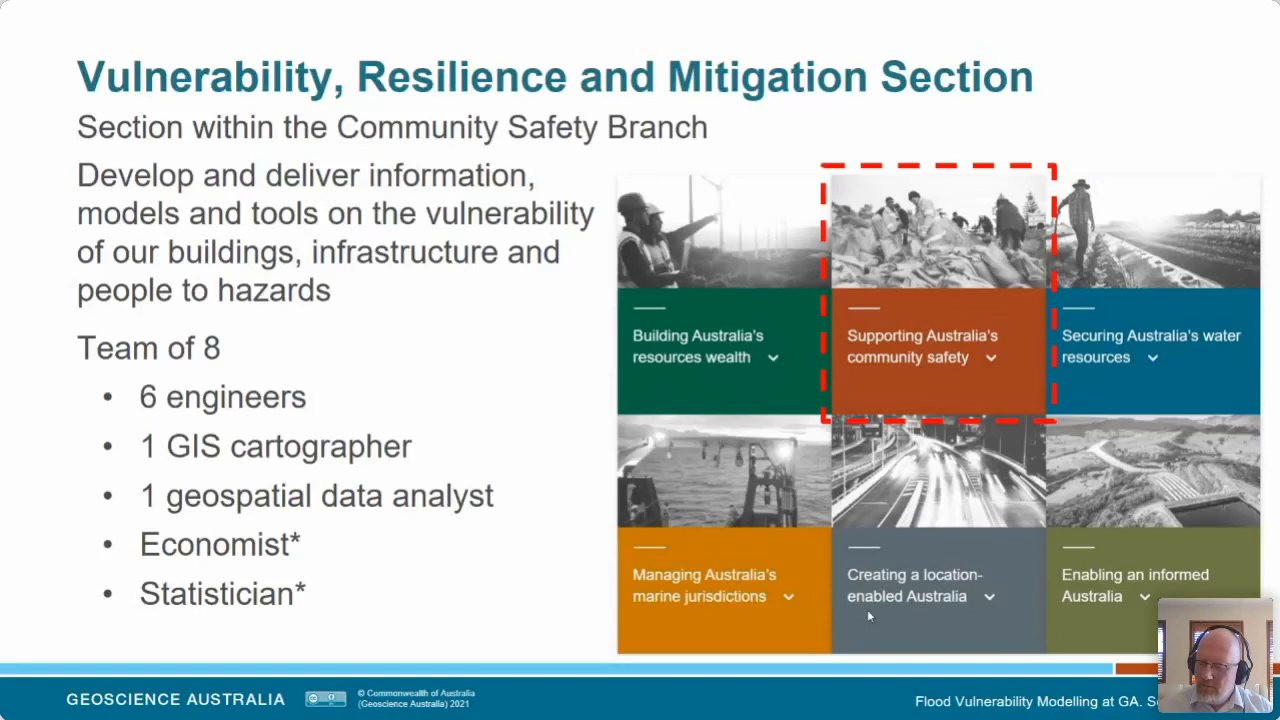 Vulnerability, Resilience and Mitigation Section
Section within the Community Safety Branch
Develop and deliver information,
models and tools on the vulnerability
of our buildings, infrastructure and
people to hazards
Team of 8
• 6 engineers
• 1 GIS cartographer
• 1 geospatial data analyst
• Economist*
• Statistician*
Building Australia's
resources wealth
Supporting Australia's
community safety
Securing Australia's water
resources
Managing Australia's
marine jurisdictions
Creating a location-
enabled Australia
Enabling an informed
Australia
GEOSCIENCE AUSTRALIA
© Commonwealth of Australia
(Geoscience Australia) 2021
Flood Vulnerability Modelling at GA.